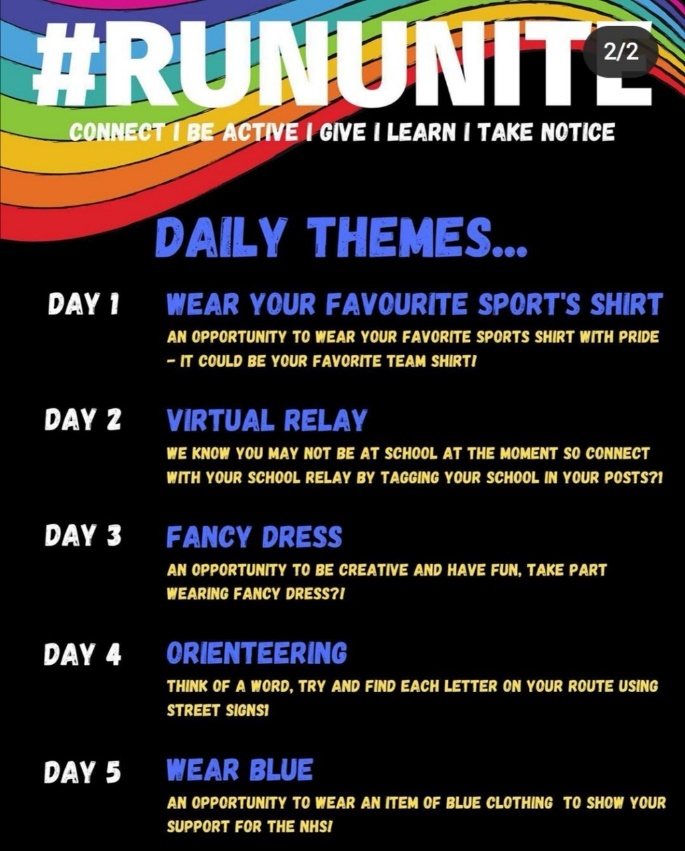 #RUNUNITE
2/2
CONNECT | BE ACTIVE | GIVE | LEARN | TAKE NOTICE
DAILY THEMES...
DAY 1 WEAR YOUR FAVOURITE SPORT'S SHIRT
AN OPPORTUNITY TO WEAR YOUR FAVORITE SPORTS SHIRT WITH PRIDE
- IT COULD BE YOUR FAVORITE TEAM SHIRT!
DAY 2 VIRTUAL RELAY
WE KNOW YOU MAY NOT BE AT SCHOOL AT THE MOMENT SO CONNECT
WITH YOUR SCHOOL RELAY BY TAGGING YOUR SCHOOL IN YOUR POSTS?1
DAY 3 FANCY DRESS
AN OPPORTUNITY TO BE CREATIVE AND HAVE FUN, TAKE PART
WEARING FANCY DRESS?!
DAY 4 ORIENTEERING
THINK OF A WORD, TRY AND FIND EACH LETTER ON YOUR ROUTE USING
STREET SIGNS1
DAY 5 WEAR BLUE
AN OPPORTUNITY TO WEAR AN ITEM OF BLUE CLOTHING TO SHOW YOUR
SUPPORT FOR THE NHS!